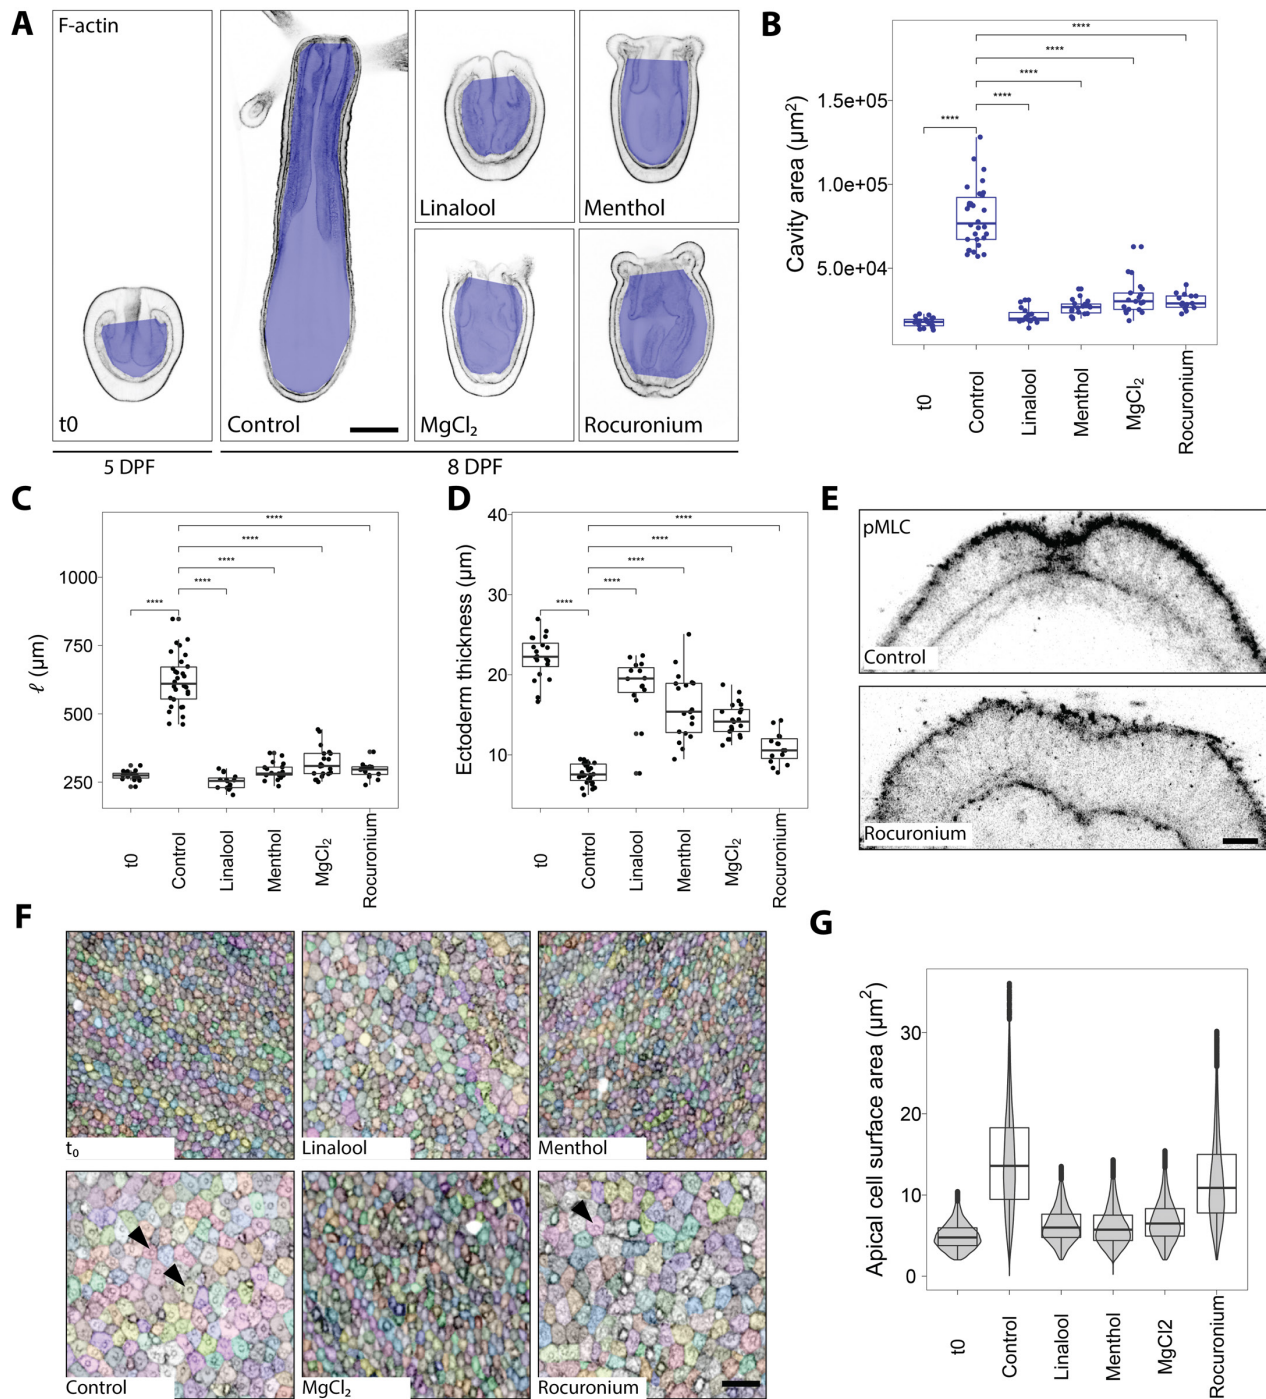 A
F-actin
t0
Control
Linalool
Menthol
MgCl₂
Rocuronium
5 DPF
8 DPF
B
Cavity area (µm²)
1.5e+05
1.0e+05
5.0e+04
****
****
****
****
****
t0
Control
Linalool
Menthol
MgCl₂
Rocuronium
C
ℓ (µm)
1000
750
500
250
****
****
****
****
****
t0
Control
Linalool
Menthol
MgCl₂
Rocuronium
D
Ectoderm thickness (µm)
40
30
20
10
****
****
****
****
****
t0
Control
Linalool
Menthol
MgCl₂
Rocuronium
E
pMLC
Control
Rocuronium
F
t₀
Linalool
Menthol
Control
MgCl₂
Rocuronium
G
Apical cell surface area (µm²)
30
20
10
0
t0
Control
Linalool
Menthol
MgCl2
Rocuronium